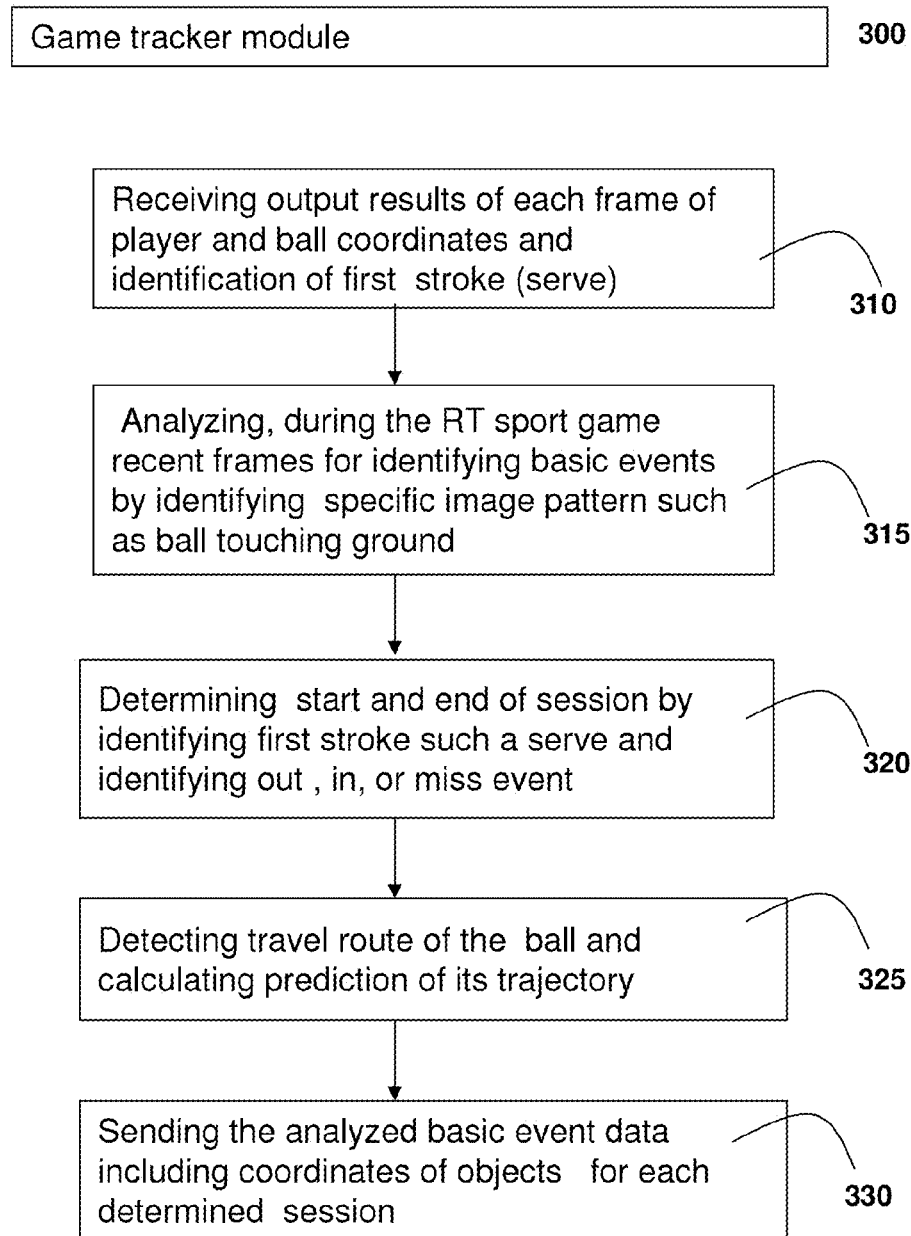 Game tracker module
300
Receiving output results of each frame of
player and ball coordinates and
identification of first stroke (serve)
310
Analyzing, during the RT sport game
recent frames for identifying basic events
by identifying specific image pattern such
as ball touching ground
315
Determining start and end of session by
identifying first stroke such a serve and
identifying out , in, or miss event
320
Detecting travel route of the ball and
calculating prediction of its trajectory
325
Sending the analyzed basic event data
including coordinates of objects for each
determined session
330